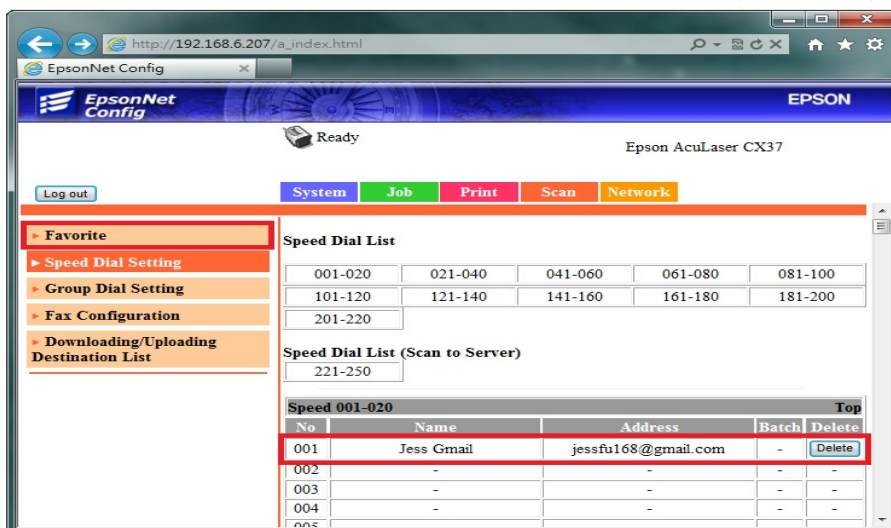 http://192.168.6.207/a_index.html
EpsonNet Config
EpsonNet
Config
EPSON
Ready
Epson AcuLaser CX37
Log out
System Job Print Scan Network
Favorite
Speed Dial Setting
Group Dial Setting
Fax Configuration
Downloading/Uploading
Destination List
Speed Dial List
001-020 021-040 041-060 061-080 081-100
101-120 121-140 141-160 161-180 181-200
201-220
Speed Dial List (Scan to Server)
221-250
Speed 001-020 Top
No Name Address Batch Delete
001 Jess Gmail jessfu168@gmail.com - Delete
002 - - - -
003 - - - -
004 - - - -
005